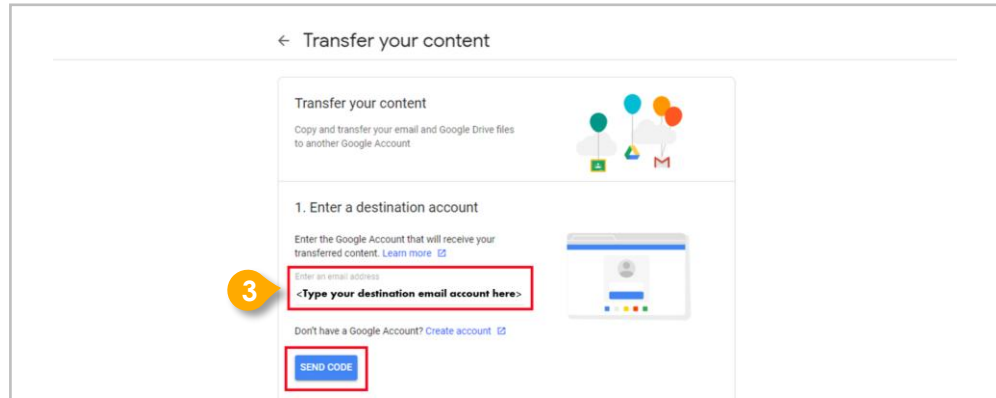 ← Transfer your content
Transfer your content
Copy and transfer your email and Google Drive files
to another Google Account
1. Enter a destination account
Enter the Google Account that will receive your
transferred content. Learn more
Enter an email address
3
<Type your destination email account here>
Don't have a Google Account? Create account
SEND CODE